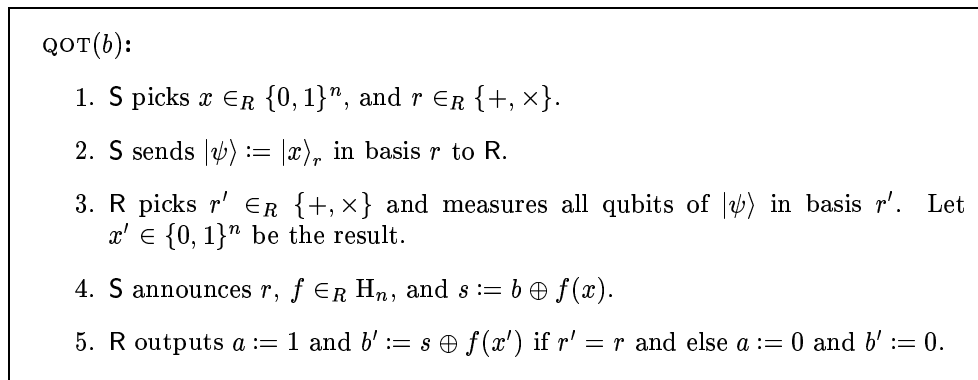 QOT(b):
1. S picks x ∈_R {0, 1}^n, and r ∈_R {+, ×}.
2. S sends |ψ⟩ := |x⟩_r in basis r to R.
3. R picks r′ ∈_R {+, ×} and measures all qubits of |ψ⟩ in basis r′. Let
x′ ∈ {0, 1}^n be the result.
4. S announces r, f ∈_R H_n, and s := b ⊕ f(x).
5. R outputs a := 1 and b′ := s ⊕ f(x′) if r′ = r and else a := 0 and b′ := 0.